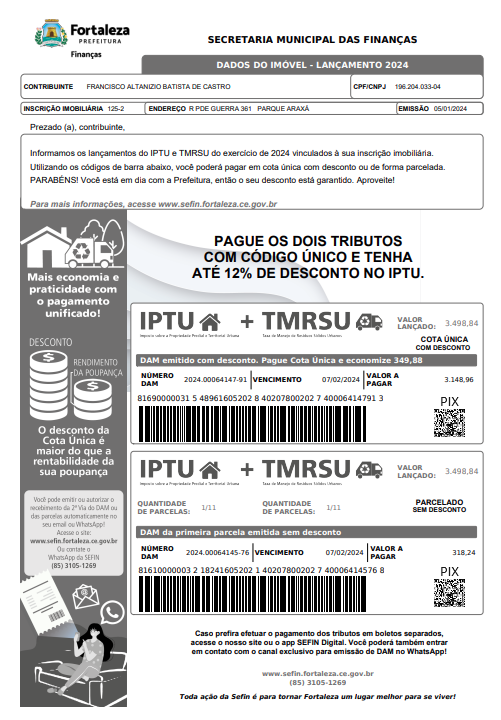 Fortaleza
PREFEITURA
Finanças
SECRETARIA MUNICIPAL DAS FINANÇAS
DADOS DO IMÓVEL - LANÇAMENTO 2024
CONTRIBUINTE FRANCISCO ALTANIZIO BATISTA DE CASTRO CPF/CNPJ 196.204.033-04
INSCRIÇÃO IMOBILIÁRIA 125-2 ENDEREÇO R PDE GUERRA 361 PARQUE ARAXÁ EMISSÃO 05/01/2024
Prezado (a), contribuinte,
Informamos os lançamentos do IPTU e TMRSU do exercício de 2024 vinculados à sua inscrição imobiliária.
Utilizando os códigos de barra abaixo, você poderá pagar em cota única com desconto ou de forma parcelada.
PARABÉNS! Você está em dia com a Prefeitura, então o seu desconto está garantido. Aproveite!
Para mais informações, acesse www.sefin.fortaleza.ce.gov.br
Mais economia e
praticidade com
o pagamento
unificado!
DESCONTO
RENDIMENTO
DA POUPANÇA
O desconto da
Cota Única é
maior do que a
rentabilidade da
sua poupança
Você pode emitir ou autorizar o
recebimento da 2ª Via do DAM ou
das parcelas automaticamente no
seu email ou WhatsApp!
Acesse o site:
www.sefin.fortaleza.ce.gov.br
Ou contate o
WhatsApp da SEFIN
(85) 3105-1269
PAGUE OS DOIS TRIBUTOS
COM CÓDIGO ÚNICO E TENHA
ATÉ 12% DE DESCONTO NO IPTU.
IPTU + TMRSU
Imposto sobre a Propriedade Predial e Territorial Urbana Taxa de Manejo de Resíduos Sólidos Urbanos
VALOR
LANÇADO: 3.498,84
COTA ÚNICA
COM DESCONTO
DAM emitido com desconto. Pague Cota Única e economize 349,88
NÚMERO
DAM 2024.00064147-91 VENCIMENTO 07/02/2024 VALOR A
PAGAR 3.148,96
81690000031 5 48961605202 8 40207800202 7 40006414791 3
PIX
IPTU + TMRSU
Imposto sobre a Propriedade Predial e Territorial Urbana Taxa de Manejo de Resíduos Sólidos Urbanos
VALOR
LANÇADO: 3.498,84
QUANTIDADE
DE PARCELAS: 1/11
QUANTIDADE
DE PARCELAS: 1/11
PARCELADO
SEM DESCONTO
DAM da primeira parcela emitida sem desconto
NÚMERO
DAM 2024.00064145-76 VENCIMENTO 07/02/2024 VALOR A
PAGAR 318,24
81610000003 2 18241605202 1 40207800202 7 40006414576 8
PIX
Caso prefira efetuar o pagamento dos tributos em boletos separados,
acesse o nosso site ou o app SEFIN Digital. Você poderá também entrar
em contato com o canal exclusivo para emissão de DAM no WhatsApp!
www.sefin.fortaleza.ce.gov.br
(85) 3105-1269
Toda ação da Sefin é para tornar Fortaleza um lugar melhor para se viver!